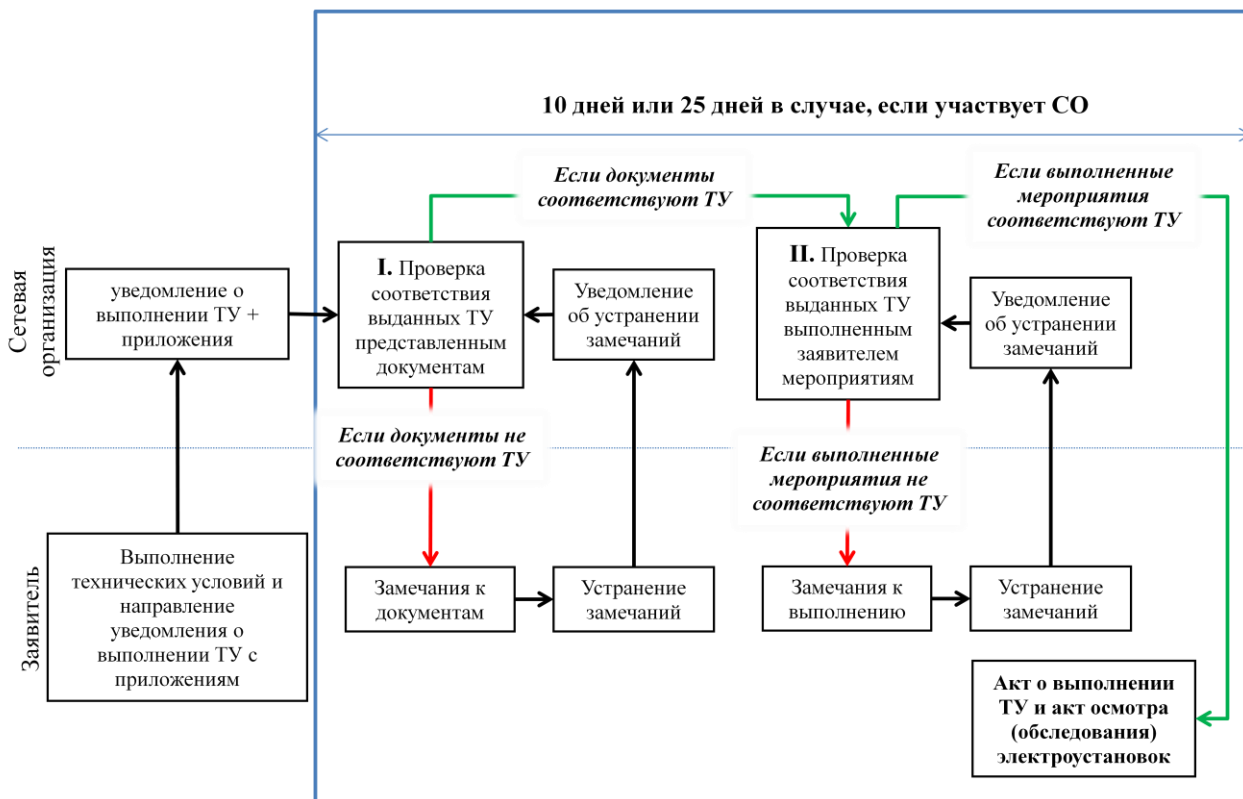 10 дней или 25 дней в случае, если участвует СО
Если документы
соответствуют ТУ
Если выполненные
мероприятия
соответствуют ТУ
Сетевая
организация
уведомление о
выполнении ТУ +
приложения
I. Проверка
соответствия
выданных ТУ
представленным
документам
Уведомление
об устранении
замечаний
II. Проверка
соответствия
выданных ТУ
выполненным
заявителем
мероприятиям
Уведомление
об устранении
замечаний
Если документы не
соответствуют ТУ
Если выполненные
мероприятия не
соответствуют ТУ
Заявитель
Выполнение
технических условий и
направление
уведомления о
выполнении ТУ с
приложениям
Замечания к
документам
Устранение
замечаний
Замечания к
выполнению
Устранение
замечаний
Акт о выполнении
ТУ и акт осмотра
(обследования)
электроустановок